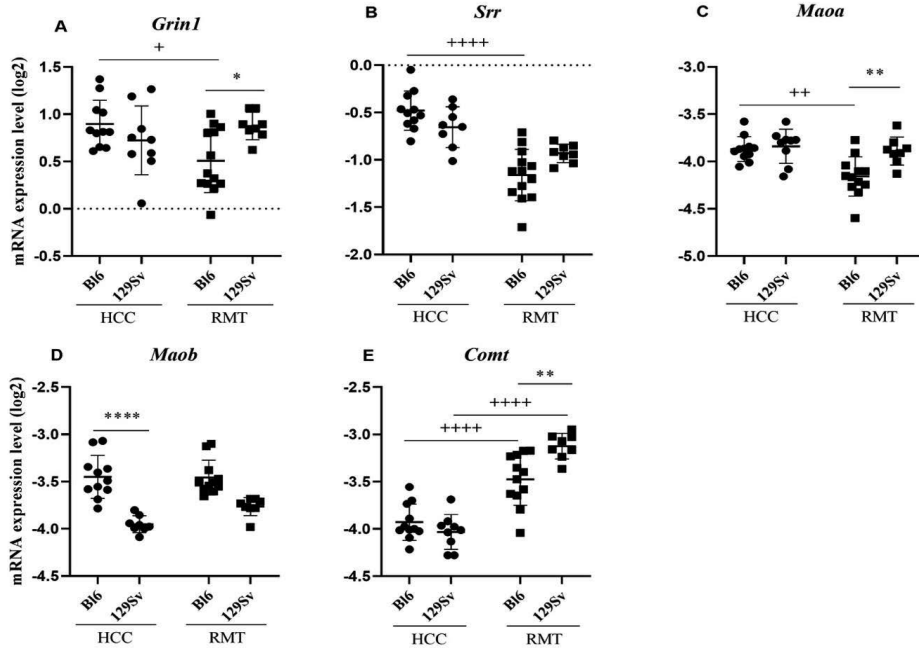 A
Grin1
+
*
mRNA expression level (log2)
1.5
1.0
0.5
0.0
-0.5
Bl6
129Sv
Bl6
129Sv
HCC
RMT
B
Srr
++++
0.0
-0.5
-1.0
-1.5
-2.0
Bl6
129Sv
Bl6
129Sv
HCC
RMT
C
Maoa
**
++
-3.0
-3.5
-4.0
-4.5
-5.0
Bl6
129Sv
Bl6
129Sv
HCC
RMT
D
Maob
****
mRNA expression level (log2)
-2.5
-3.0
-3.5
-4.0
-4.5
Bl6
129Sv
Bl6
129Sv
HCC
RMT
E
Comt
**
++++
++++
-2.5
-3.0
-3.5
-4.0
-4.5
Bl6
129Sv
Bl6
129Sv
HCC
RMT